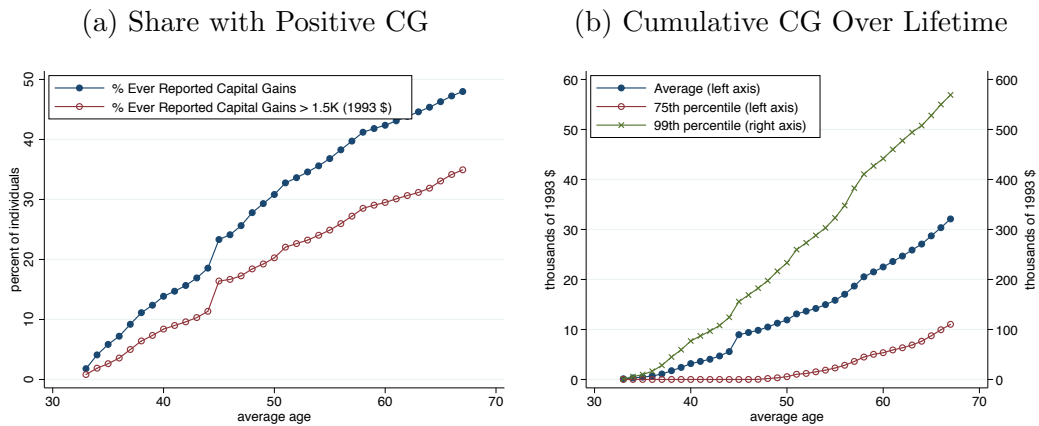 (a) Share with Positive CG
% Ever Reported Capital Gains
% Ever Reported Capital Gains > 1.5K (1993 $)
percent of individuals
50
40
30
20
10
0
30 40 50 60 70
average age
(b) Cumulative CG Over Lifetime
Average (left axis)
75th percentile (left axis)
99th percentile (right axis)
thousands of 1993 $
60
50
40
30
20
10
0
600
500
400
300
200
100
0
thousands of 1993 $
30 40 50 60 70
average age